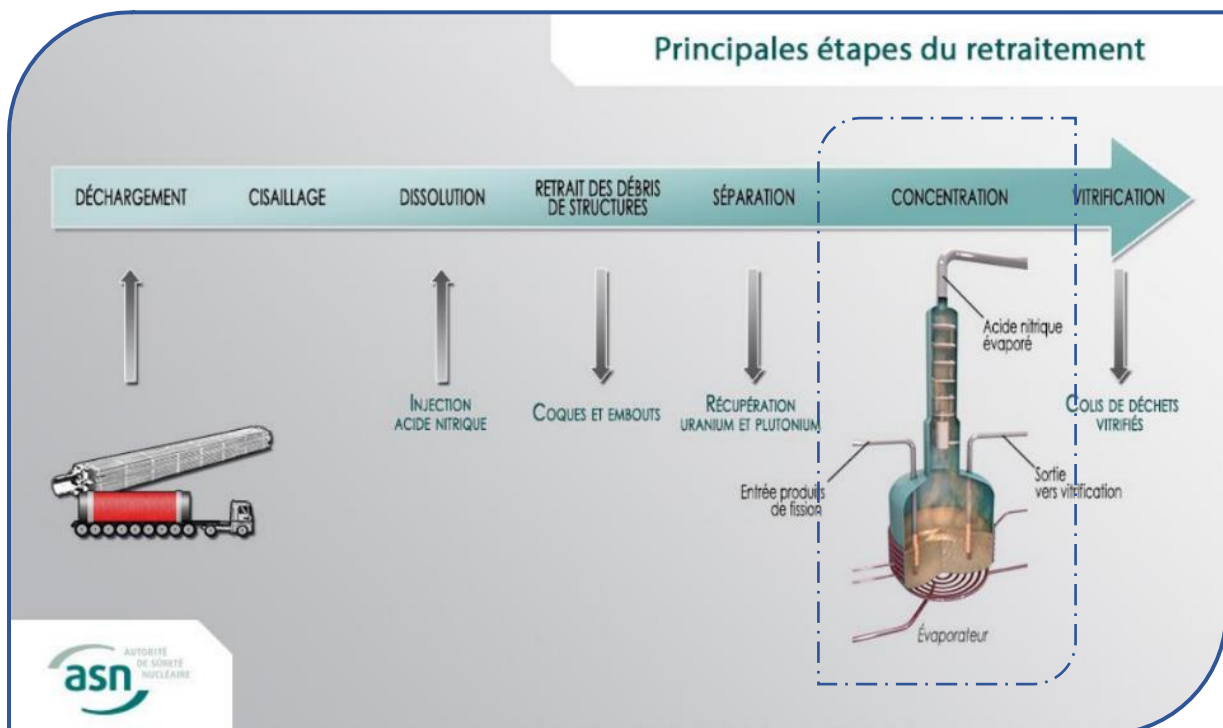 Principales étapes du retraitement
DÉCHARGEMENT
CISAILLAGE
DISSOLUTION
RETRAIT DES DÉBRIS
DE STRUCTURES
SÉPARATION
CONCENTRATION
VITRIFICATION
Acide nitrique
évaporé
INJECTION
ACIDE NITRIQUE
COQUES ET EMBOUTS
RÉCUPÉRATION
URANIUM ET PLUTONIUM
COLIS DE DÉCHETS
VITRIFIÉS
Entrée produits
de fission
Sortie
vers vitrification
Évaporateur
asn
AUTORITÉ
DE SÛRETÉ
NUCLÉAIRE